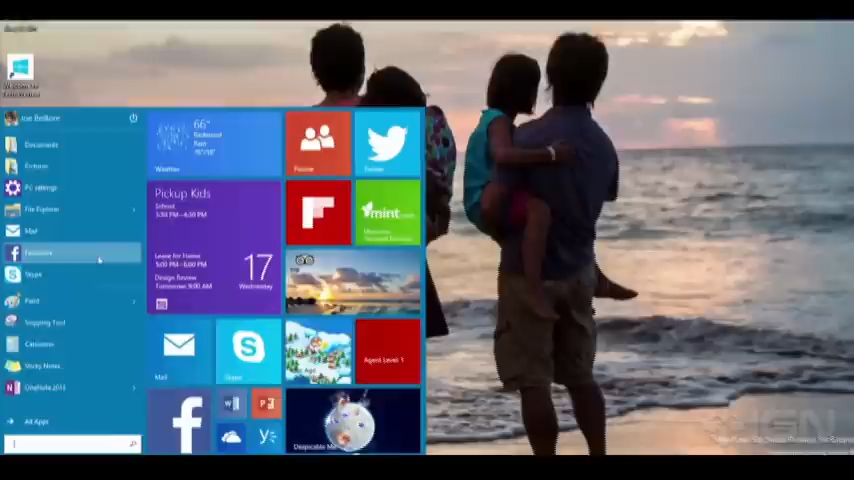 Joe Belfiore
Documents
Pictures
PC settings
File Explorer
Mail
Facebook
Skype
Paint
Snipping Tool
Calculator
Sticky Notes
OneNote 2013
All Apps
66°
Redmond
Rain
Weather
People
Twitter
Pickup Kids
School
3:30 PM-4:30 PM
Leave for Home
5:00 PM-6:00 PM
Design Review
Tomorrow: 9:00 AM
17
Wednesday
mint.com
Mail
Skype
Agent Level 1
Despicable Me
IGN